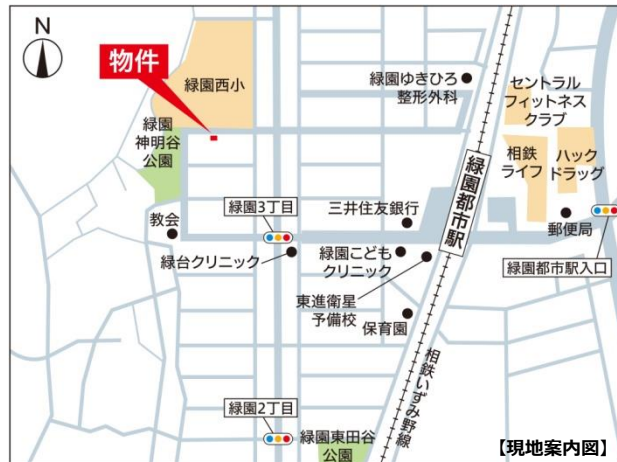 N
物件
緑園西小
緑園
神明谷
公園
緑園ゆきひろ
整形外科
セントラル
フィットネス
クラブ
相鉄
ライフ
ハック
ドラッグ
緑園都市駅
教会
緑園3丁目
三井住友銀行
郵便局
緑台クリニック
緑園こども
クリニック
緑園都市駅入口
東進衛星
予備校
保育園
相鉄いずみ野線
緑園2丁目
緑園東田谷
公園
【現地案内図】